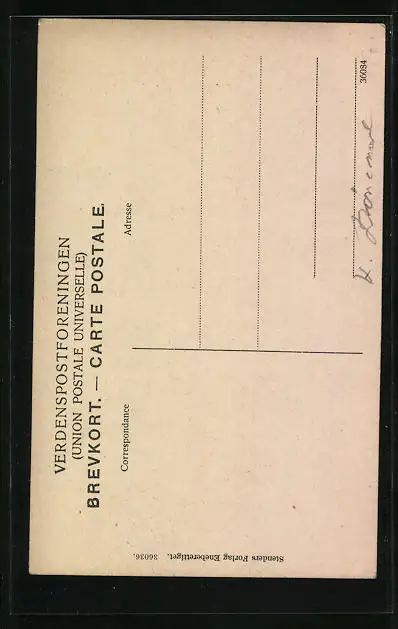 VERDENSPOSTFORENINGEN
(UNION POSTALE UNIVERSELLE)
BREVKORT. — CARTE POSTALE.
Correspondance
Adresse
36084
Stenders Forlag Eneberettiget. 36036.